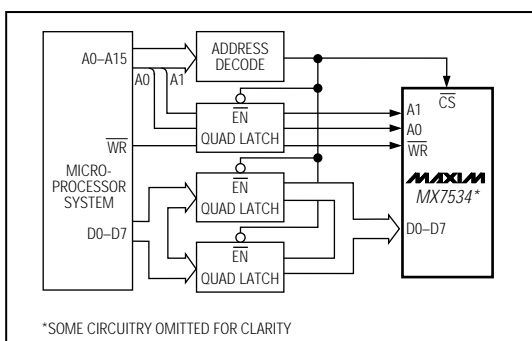 A0–A15
A0
A1
ADDRESS
DECODE
CS
EN
QUAD LATCH
A1
A0
WR
WR
MICRO-
PROCESSOR
SYSTEM
MAXIM
MX7534*
EN
QUAD LATCH
D0–D7
D0–D7
EN
QUAD LATCH
*SOME CIRCUITRY OMITTED FOR CLARITY